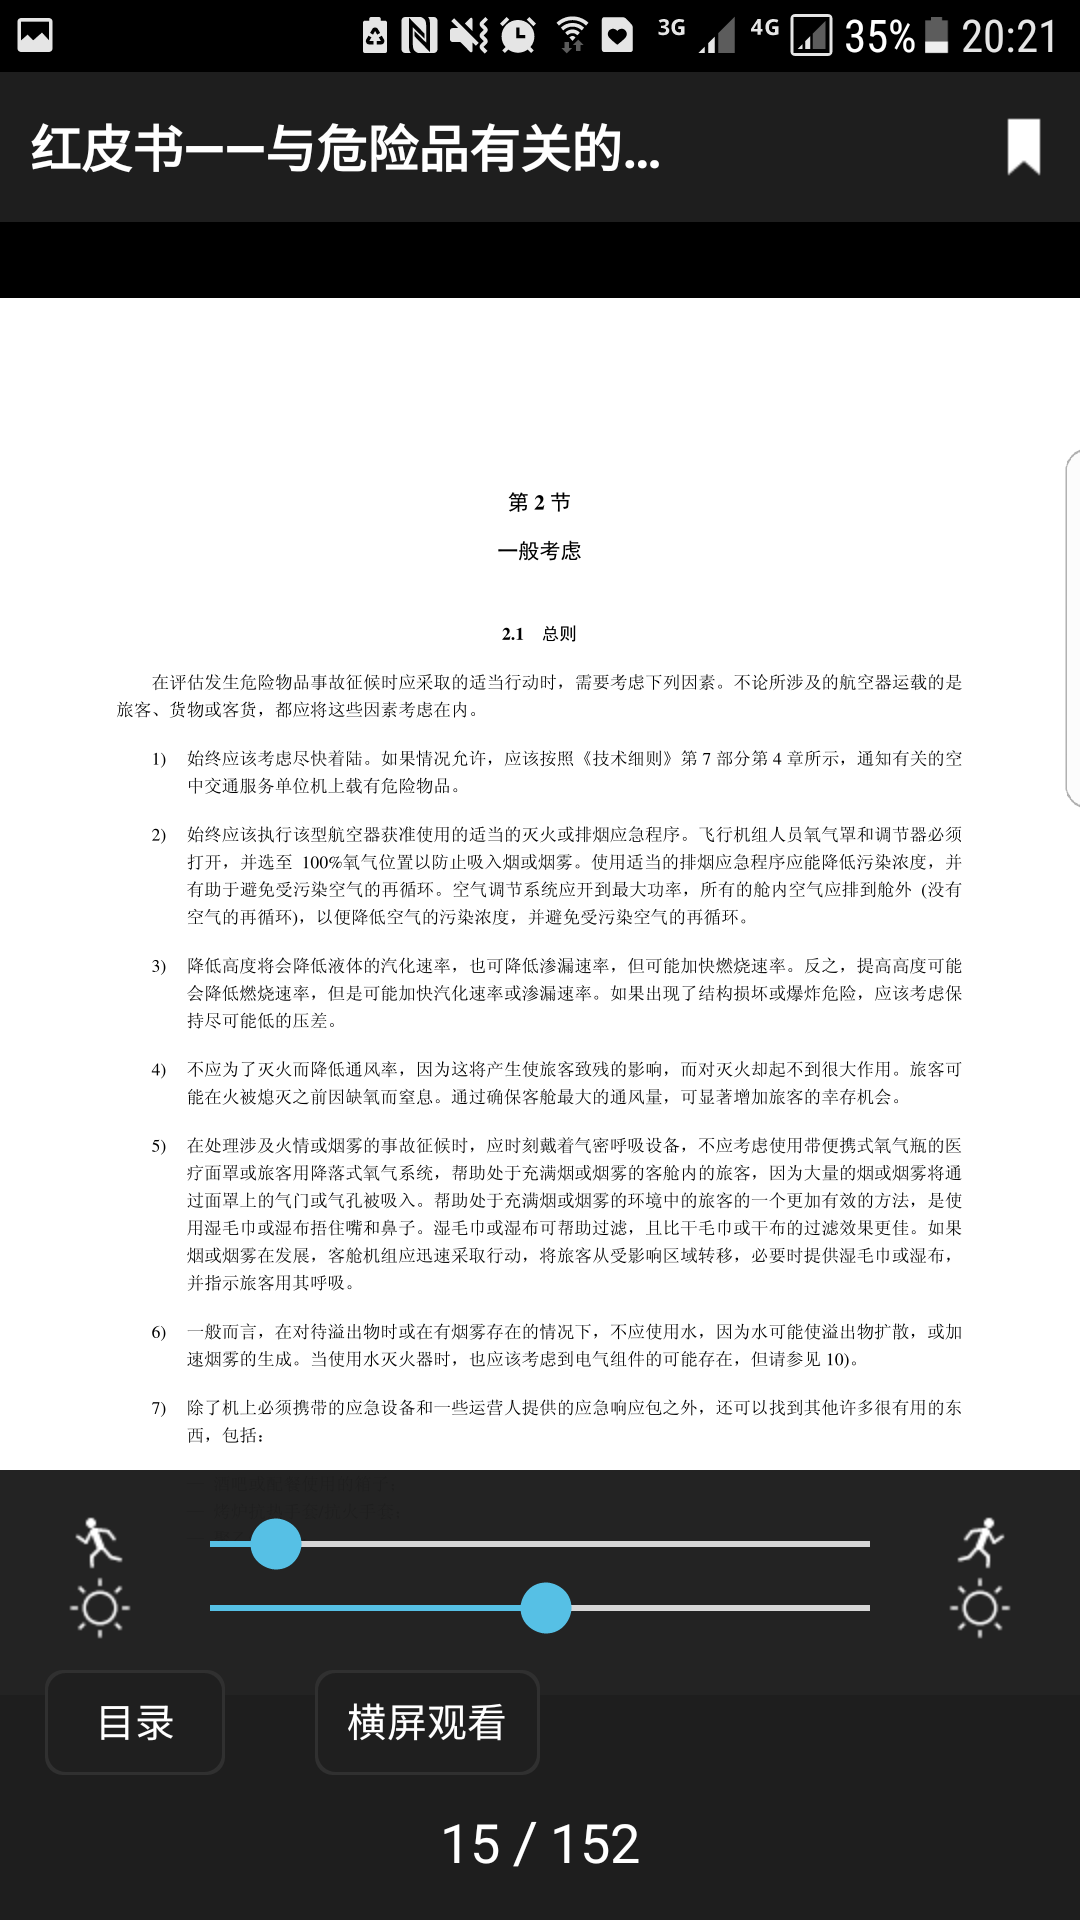 3G 4G 35% 20:21
红皮书——与危险品有关的...
第 2 节
一般考虑
2.1 总则
在评估发生危险物品事故征候时应采取的适当行动时，需要考虑下列因素。不论所涉及的航空器运载的是
旅客、货物或客货，都应将这些因素考虑在内。
1) 始终应该考虑尽快着陆。如果情况允许，应该按照《技术细则》第 7 部分第 4 章所示，通知有关的空
中交通服务单位机上载有危险物品。
2) 始终应该执行该型航空器获准使用的适当的灭火或排烟应急程序。飞行机组人员氧气罩和调节器必须
打开，并选至 100%氧气位置以防止吸入烟或烟雾。使用适当的排烟应急程序应能降低污染浓度，并
有助于避免受污染空气的再循环。空气调节系统应开到最大功率，所有的舱内空气应排到舱外 (没有
空气的再循环)，以便降低空气的污染浓度，并避免受污染空气的再循环。
3) 降低高度将会降低液体的汽化速率，也可降低渗漏速率，但可能加快燃烧速率。反之，提高高度可能
会降低燃烧速率，但是可能加快汽化速率或渗漏速率。如果出现了结构损坏或爆炸危险，应该考虑保
持尽可能低的压差。
4) 不应为了灭火而降低通风率，因为这将产生使旅客致残的影响，而对灭火却起不到很大作用。旅客可
能在火被熄灭之前因缺氧而窒息。通过确保客舱最大的通风量，可显著增加旅客的幸存机会。
5) 在处理涉及火情或烟雾的事故征候时，应时刻戴着气密呼吸设备，不应考虑使用带便携式氧气瓶的医
疗面罩或旅客用降落式氧气系统，帮助处于充满烟或烟雾的客舱内的旅客，因为大量的烟或烟雾将通
过面罩上的气门或气孔被吸入。帮助处于充满烟或烟雾的环境中的旅客的一个更加有效的方法，是使
用湿毛巾或湿布捂住嘴和鼻子。湿毛巾或湿布可帮助过滤，且比干毛巾或干布的过滤效果更佳。如果
烟或烟雾在发展，客舱机组应迅速采取行动，将旅客从受影响区域转移，必要时提供湿毛巾或湿布，
并指示旅客用其呼吸。
6) 一般而言，在对待溢出物时或在有烟雾存在的情况下，不应使用水，因为水可能使溢出物扩散，或加
速烟雾的生成。当使用水灭火器时，也应该考虑到电气组件的可能存在，但请参见 10)。
7) 除了机上必须携带的应急设备和一些运营人提供的应急响应包之外，还可以找到其他许多很有用的东
西，包括：
目录 横屏观看
15 / 152